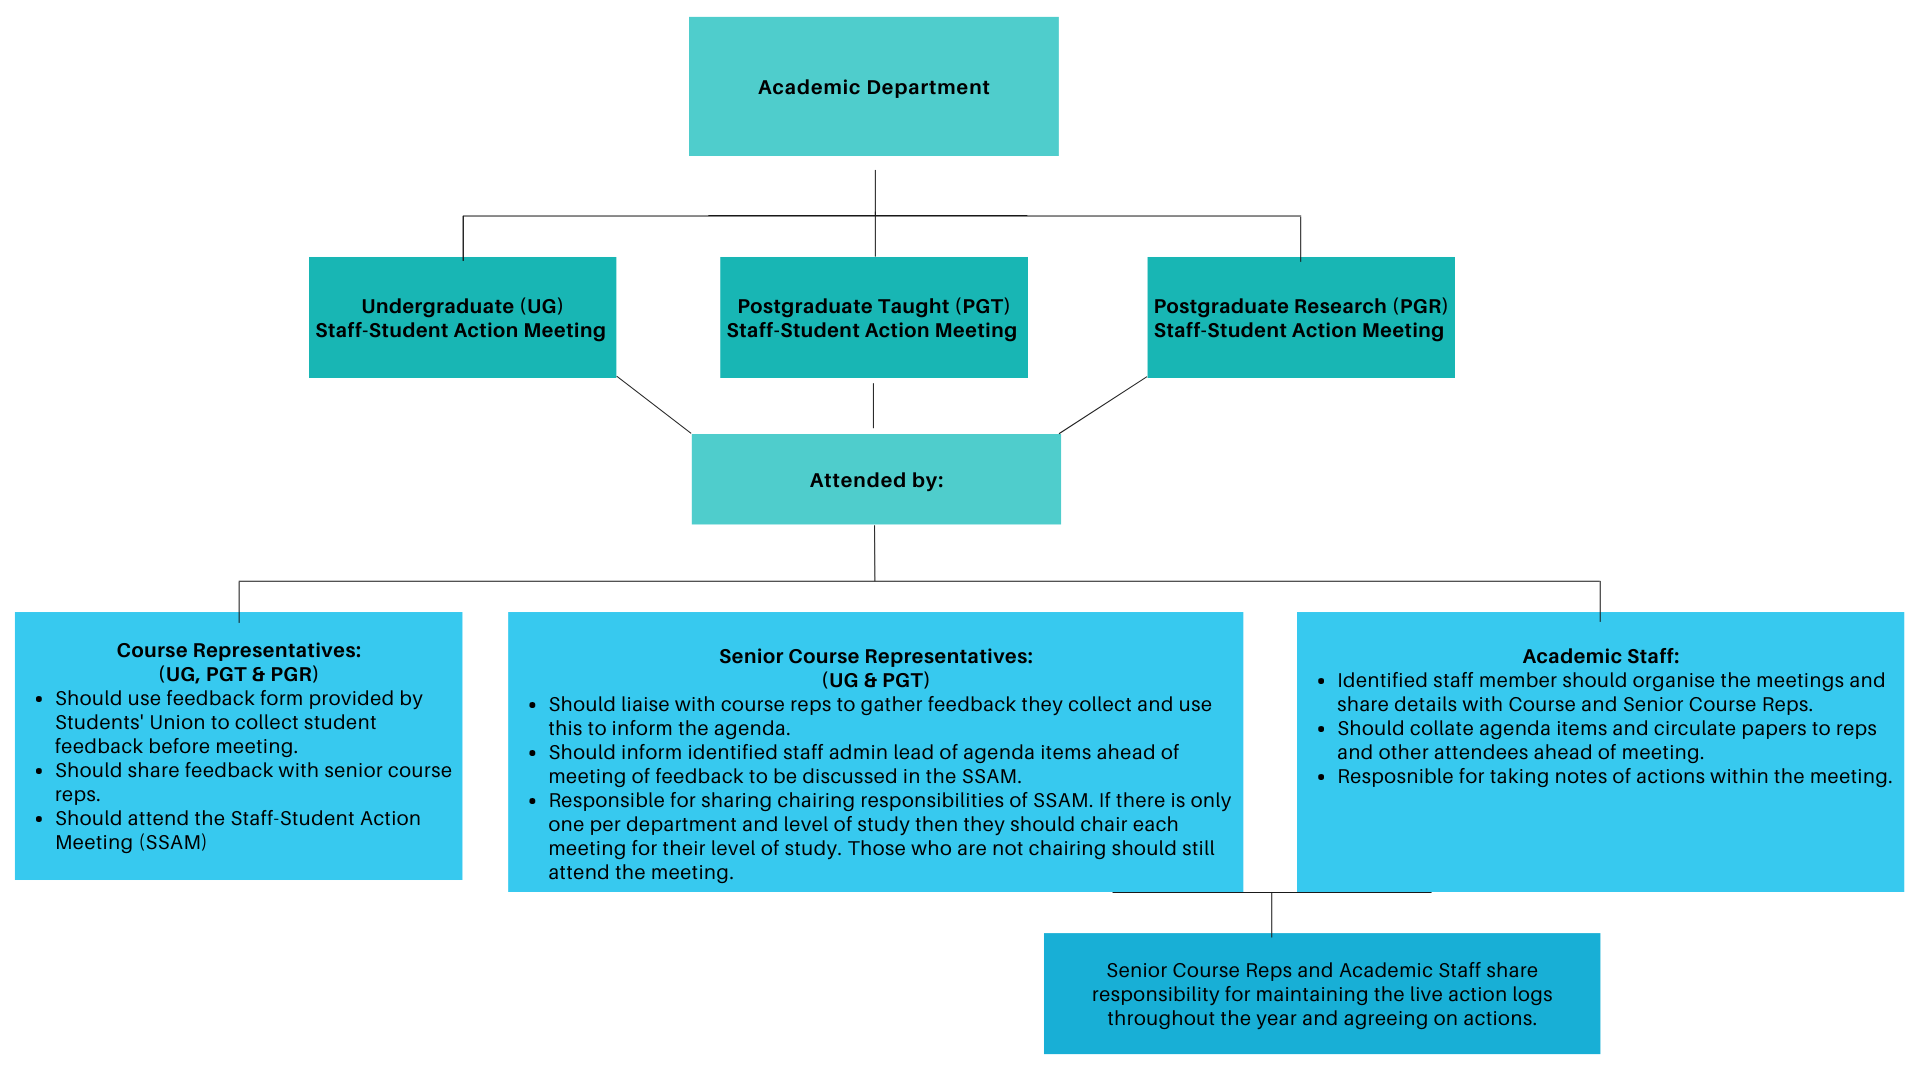 Academic Department
Undergraduate (UG)
Staff-Student Action Meeting
Postgraduate Taught (PGT)
Staff-Student Action Meeting
Postgraduate Research (PGR)
Staff-Student Action Meeting
Attended by:
Course Representatives:
(UG, PGT & PGR)
• Should use feedback form provided by
Students' Union to collect student
feedback before meeting.
• Should share feedback with senior course
reps.
• Should attend the Staff-Student Action
Meeting (SSAM)
Senior Course Representatives:
(UG & PGT)
• Should liaise with course reps to gather feedback they collect and use
this to inform the agenda.
• Should inform identified staff admin lead of agenda items ahead of
meeting of feedback to be discussed in the SSAM.
• Responsible for sharing chairing responsibilities of SSAM. If there is only
one per department and level of study then they should chair each
meeting for their level of study. Those who are not chairing should still
attend the meeting.
Academic Staff:
• Identified staff member should organise the meetings and
share details with Course and Senior Course Reps.
• Should collate agenda items and circulate papers to reps
and other attendees ahead of meeting.
• Resposnible for taking notes of actions within the meeting.
Senior Course Reps and Academic Staff share
responsibility for maintaining the live action logs
throughout the year and agreeing on actions.